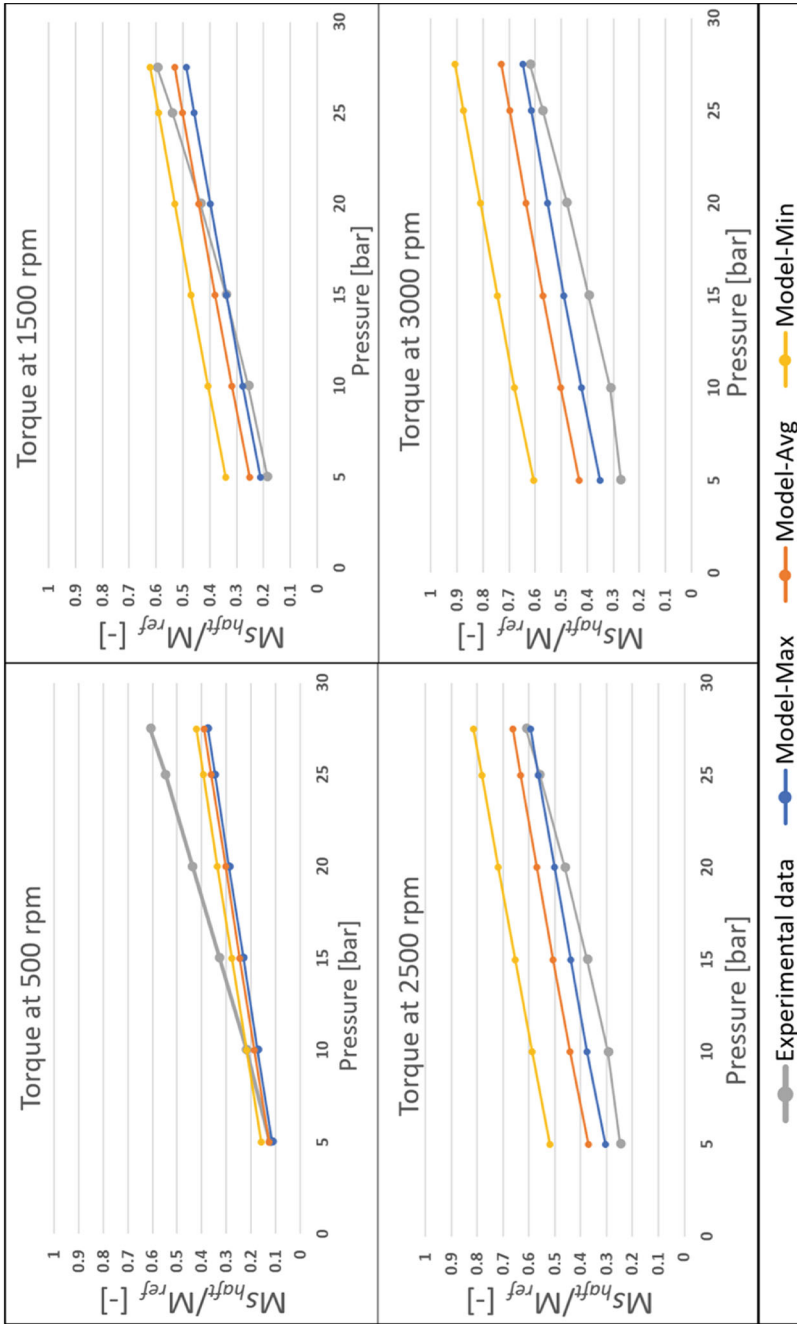 Torque at 500 rpm
Mshaft/Mref [-]
1
0.9
0.8
0.7
0.6
0.5
0.4
0.3
0.2
0.1
0
0 5 10 15 20 25 30
Pressure [bar]
Torque at 1500 rpm
Mshaft/Mref [-]
1
0.9
0.8
0.7
0.6
0.5
0.4
0.3
0.2
0.1
0
0 5 10 15 20 25 30
Pressure [bar]
Torque at 2500 rpm
Mshaft/Mref [-]
1
0.9
0.8
0.7
0.6
0.5
0.4
0.3
0.2
0.1
0
0 5 10 15 20 25 30
Pressure [bar]
Torque at 3000 rpm
Mshaft/Mref [-]
1
0.9
0.8
0.7
0.6
0.5
0.4
0.3
0.2
0.1
0
0 5 10 15 20 25 30
Pressure [bar]
Experimental data Model-Max Model-Avg Model-Min